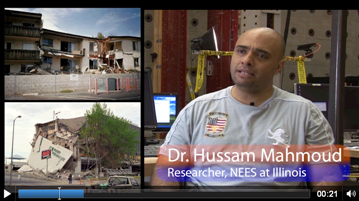 Dr. Hussam Mahmoud
Researcher, NEES at Illinois
00:21